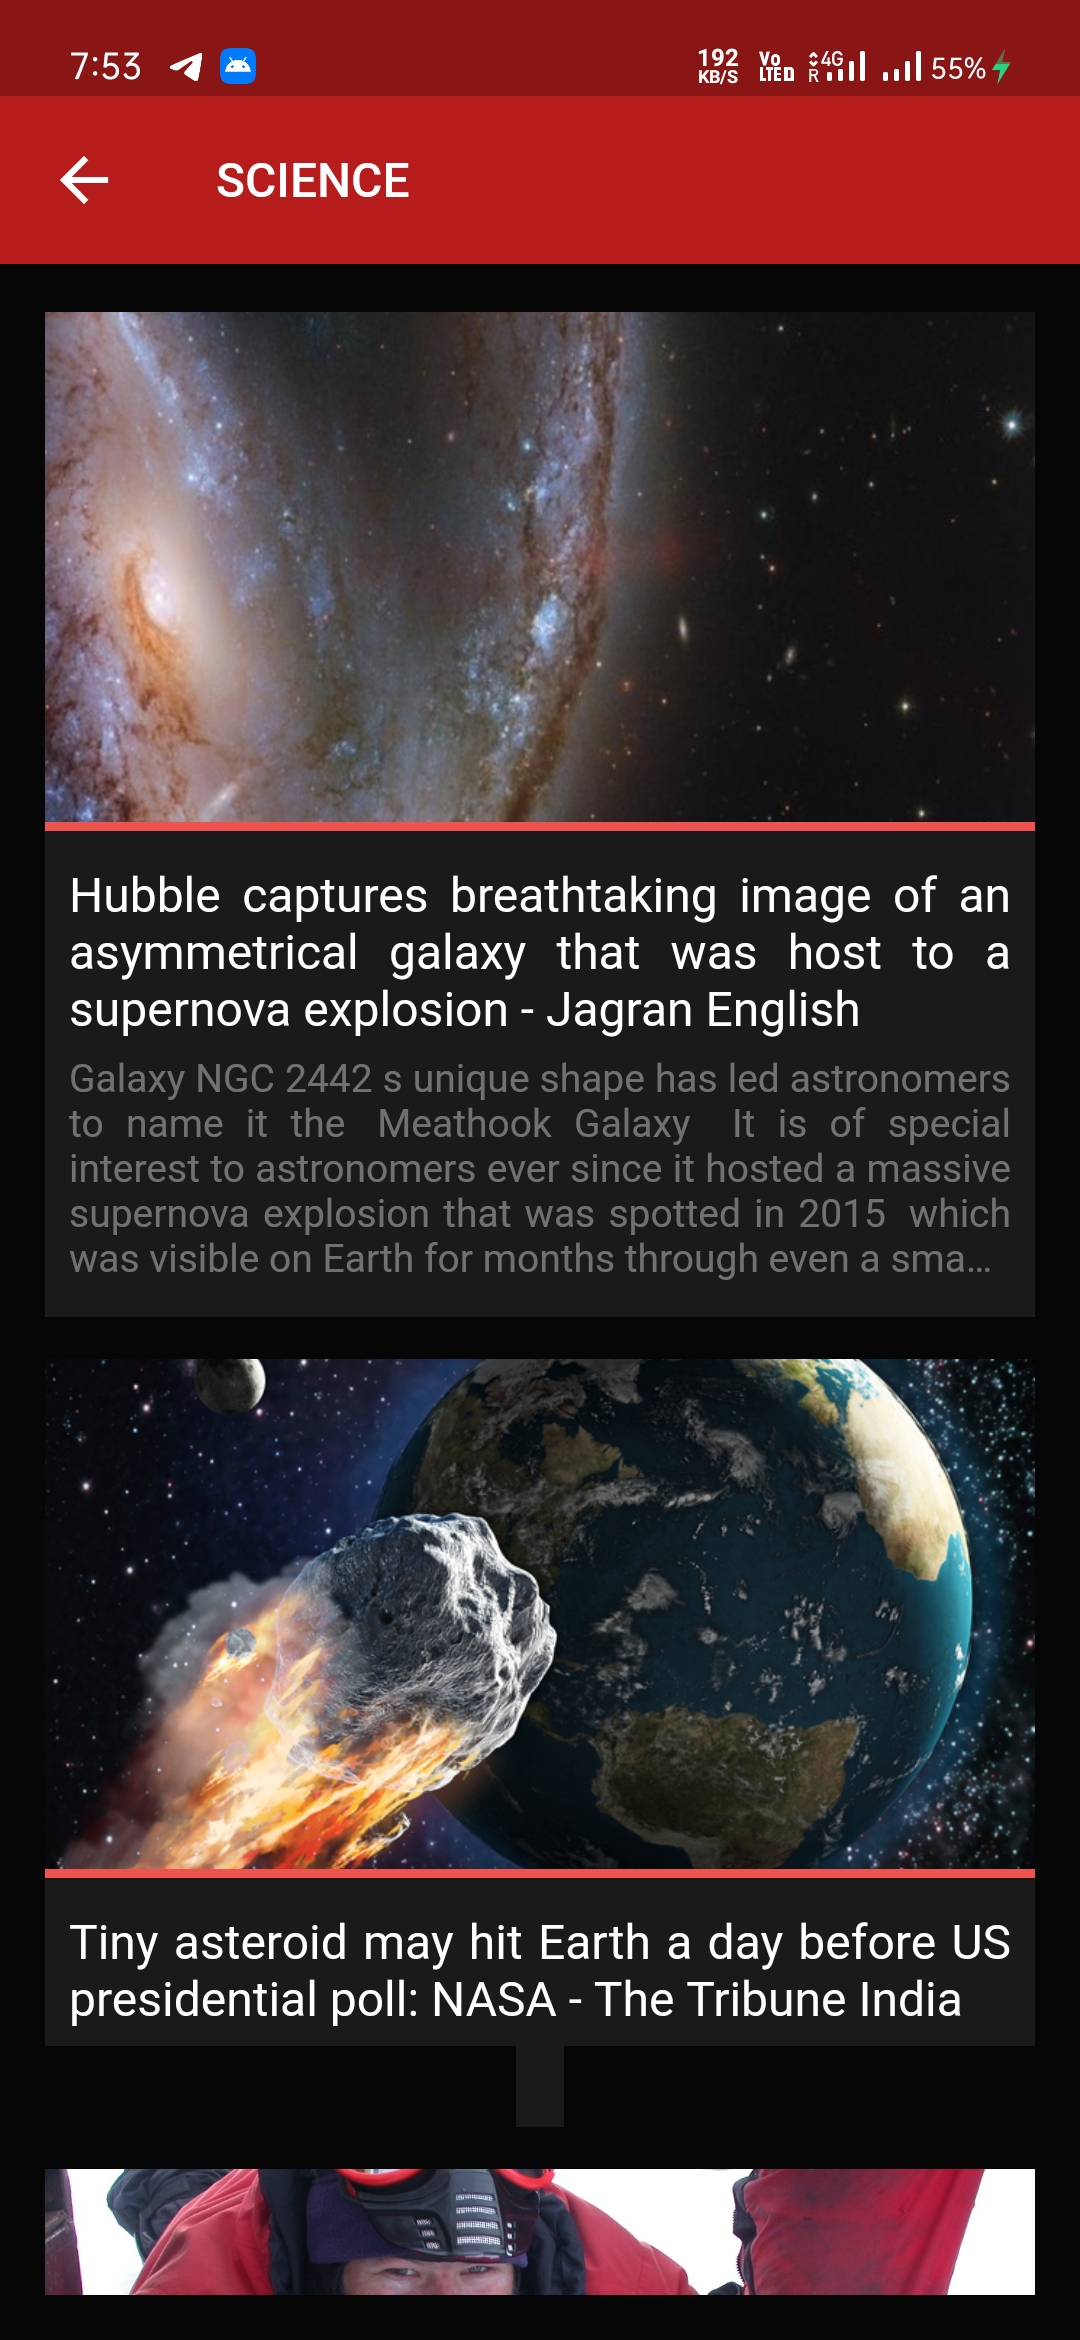 7:53
192
KB/S
Vo
LTE D
4G
R
55%
SCIENCE
Hubble captures breathtaking image of an
asymmetrical galaxy that was host to a
supernova explosion - Jagran English
Galaxy NGC 2442 s unique shape has led astronomers
to name it the Meathook Galaxy It is of special
interest to astronomers ever since it hosted a massive
supernova explosion that was spotted in 2015 which
was visible on Earth for months through even a sma...
Tiny asteroid may hit Earth a day before US
presidential poll: NASA - The Tribune India